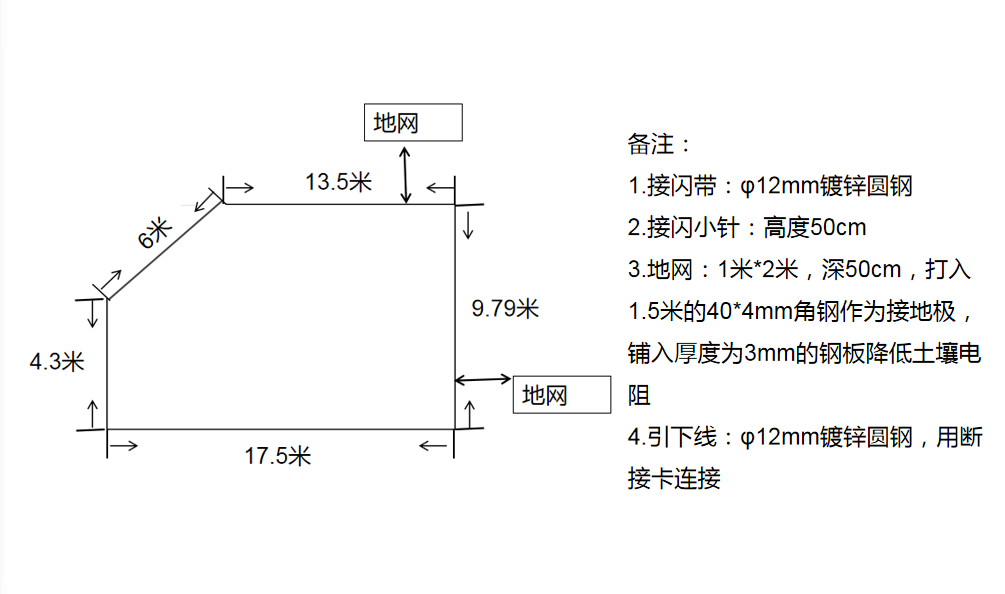 地网
13.5米
6米
9.79米
4.3米
地网
17.5米
备注：
1.接闪带：φ12mm镀锌圆钢
2.接闪小针：高度50cm
3.地网：1米*2米，深50cm，打入
1.5米的40*4mm角钢作为接地极，
铺入厚度为3mm的钢板降低土壤电
阻
4.引下线：φ12mm镀锌圆钢，用断
接卡连接